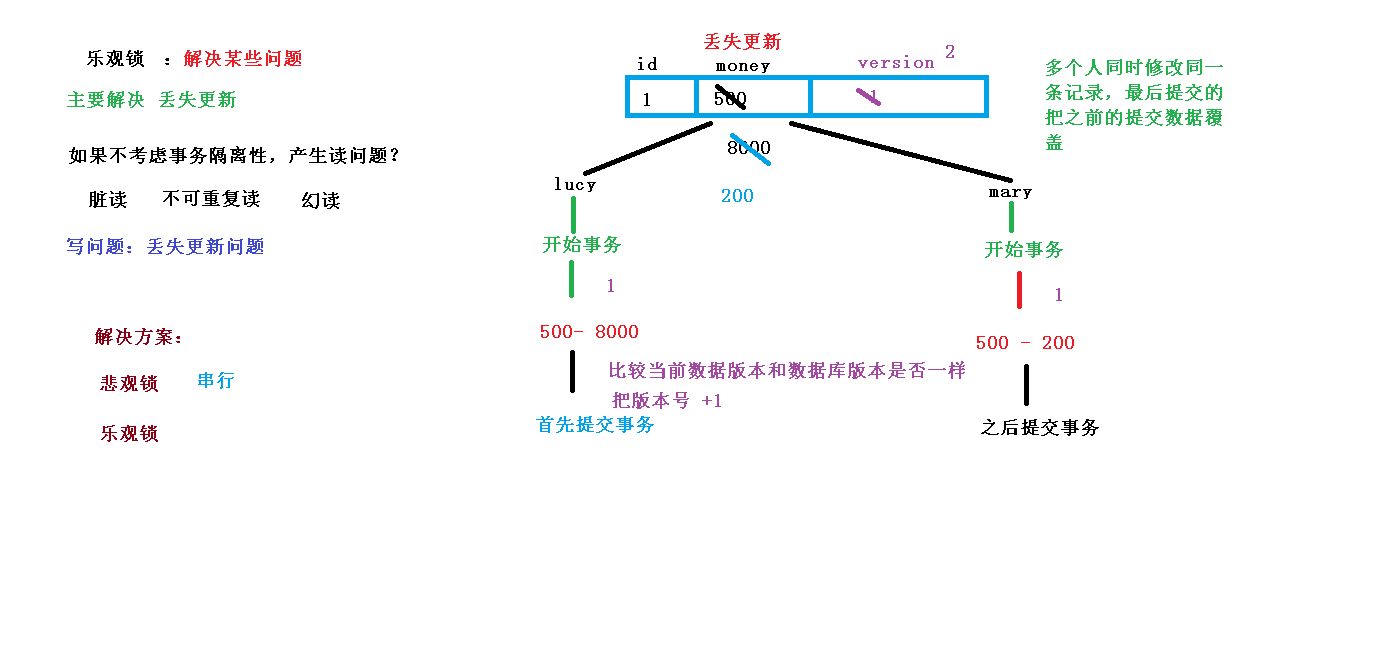 乐观锁 ：解决某些问题
主要解决 丢失更新
如果不考虑事务隔离性，产生读问题？
脏读 不可重复读 幻读
写问题：丢失更新问题
解决方案：
悲观锁 串行
乐观锁
丢失更新
id money version 2
1 500 1
8000
200
lucy
开始事务
1
500- 8000
比较当前数据版本和数据库版本是否一样
把版本号 +1
首先提交事务
mary
开始事务
1
500 - 200
之后提交事务
多个人同时修改同一
条记录，最后提交的
把之前的提交数据覆
盖